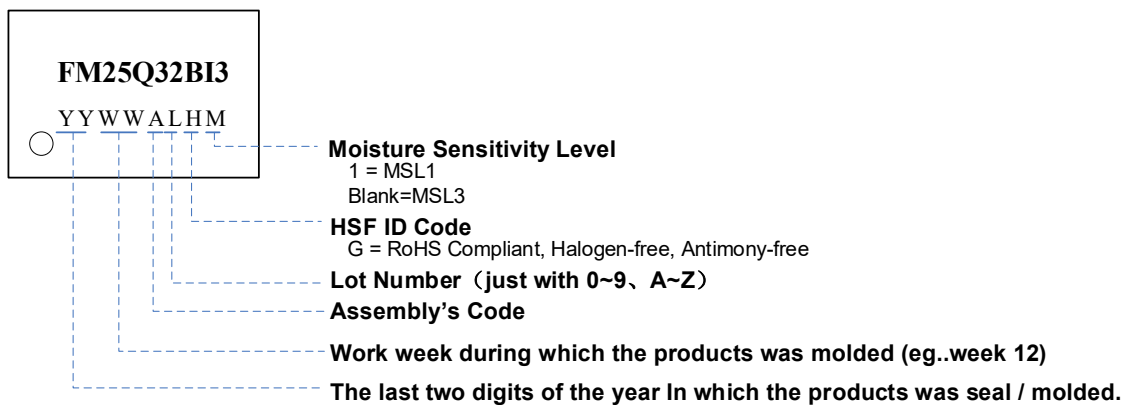 FM25Q32BI3
YYWWALHM
Moisture Sensitivity Level
1 = MSL1
Blank=MSL3
HSF ID Code
G = RoHS Compliant, Halogen-free, Antimony-free
Lot Number（just with 0~9、A~Z）
Assembly’s Code
Work week during which the products was molded (eg..week 12)
The last two digits of the year In which the products was seal / molded.